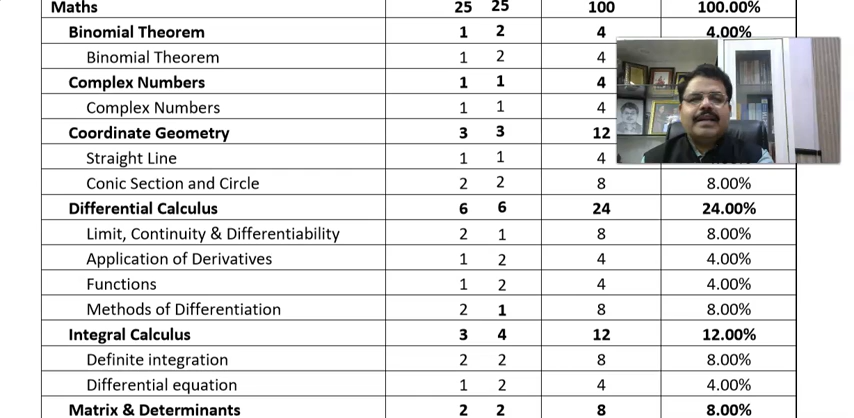 Maths 25 25 100 100.00%
Binomial Theorem 1 2 4 4.00%
Binomial Theorem 1 2 4
Complex Numbers 1 1 4
Complex Numbers 1 1 4
Coordinate Geometry 3 3 12
Straight Line 1 1 4
Conic Section and Circle 2 2 8 8.00%
Differential Calculus 6 6 24 24.00%
Limit, Continuity & Differentiability 2 1 8 8.00%
Application of Derivatives 1 2 4 4.00%
Functions 1 2 4 4.00%
Methods of Differentiation 2 1 8 8.00%
Integral Calculus 3 4 12 12.00%
Definite integration 2 2 8 8.00%
Differential equation 1 2 4 4.00%
Matrix & Determinants 2 2 8 8.00%